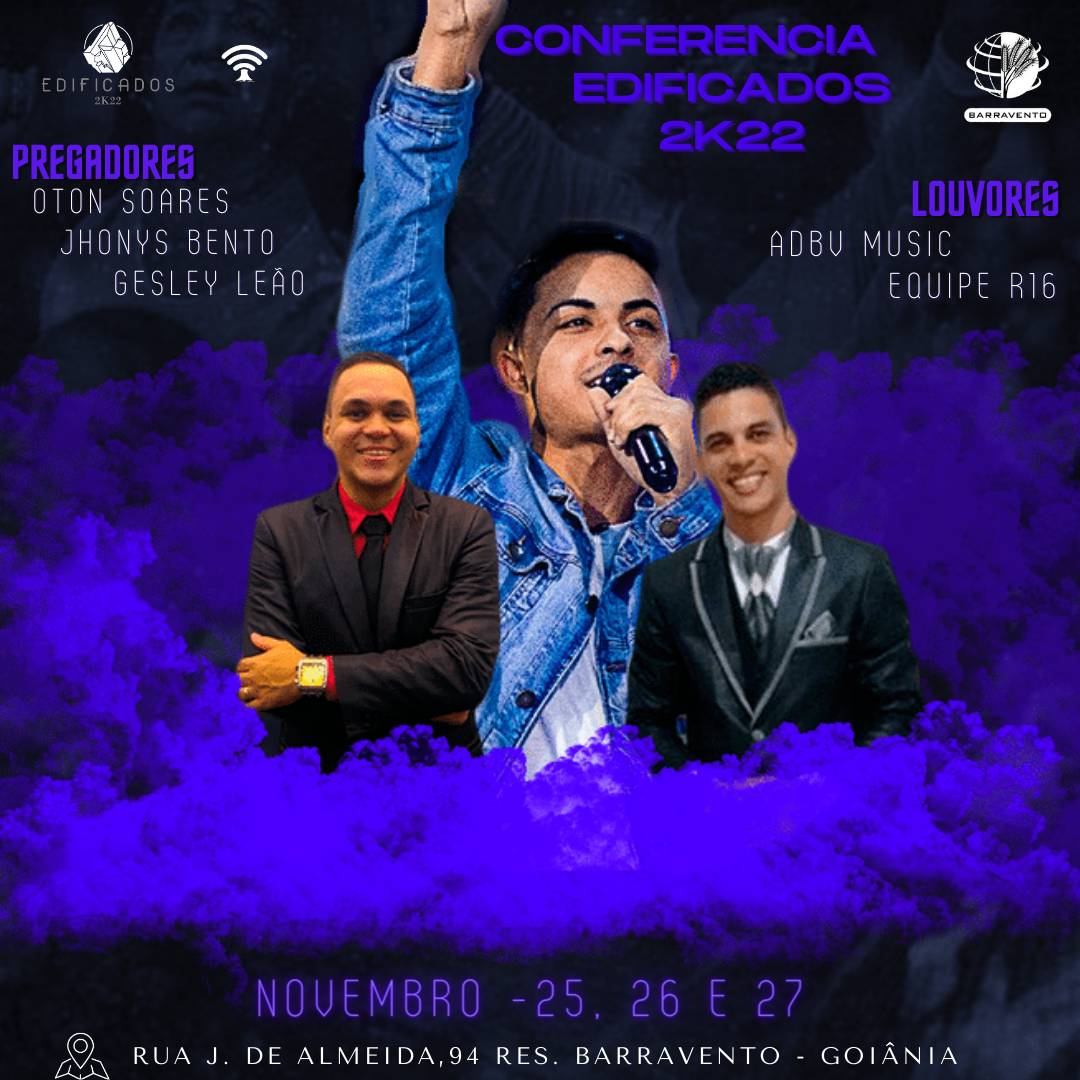 EDIFICADOS
2K22
CONFERENCIA
EDIFICADOS
2K22
BARRAVENTO
PREGADORES
OTON SOARES
JHONYS BENTO
GESLEY LEÃO
LOUVORES
ADBV MUSIC
EQUIPE R16
NOVEMBRO -25, 26 E 27
RUA J. DE ALMEIDA,94 RES. BARRAVENTO - GOIÂNIA